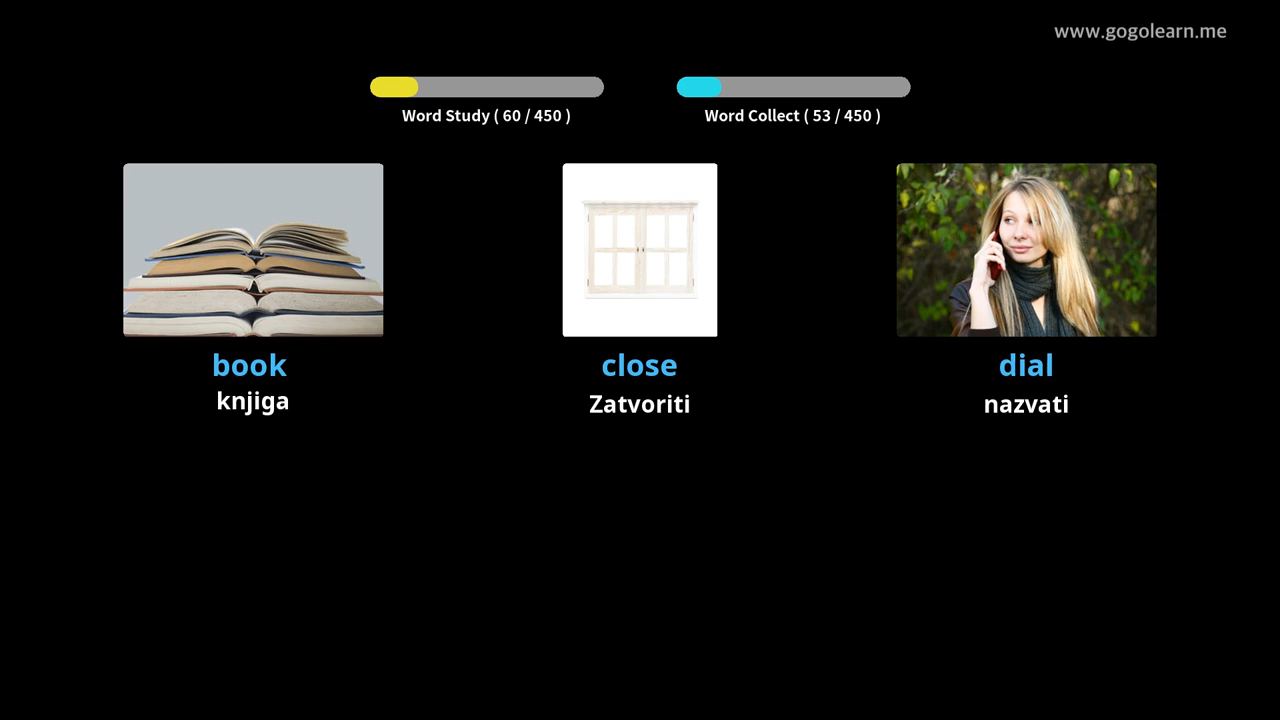 www.gogolearn.me
Word Study ( 60 / 450 )
Word Collect ( 53 / 450 )
book
knjiga
close
Zatvoriti
dial
nazvati